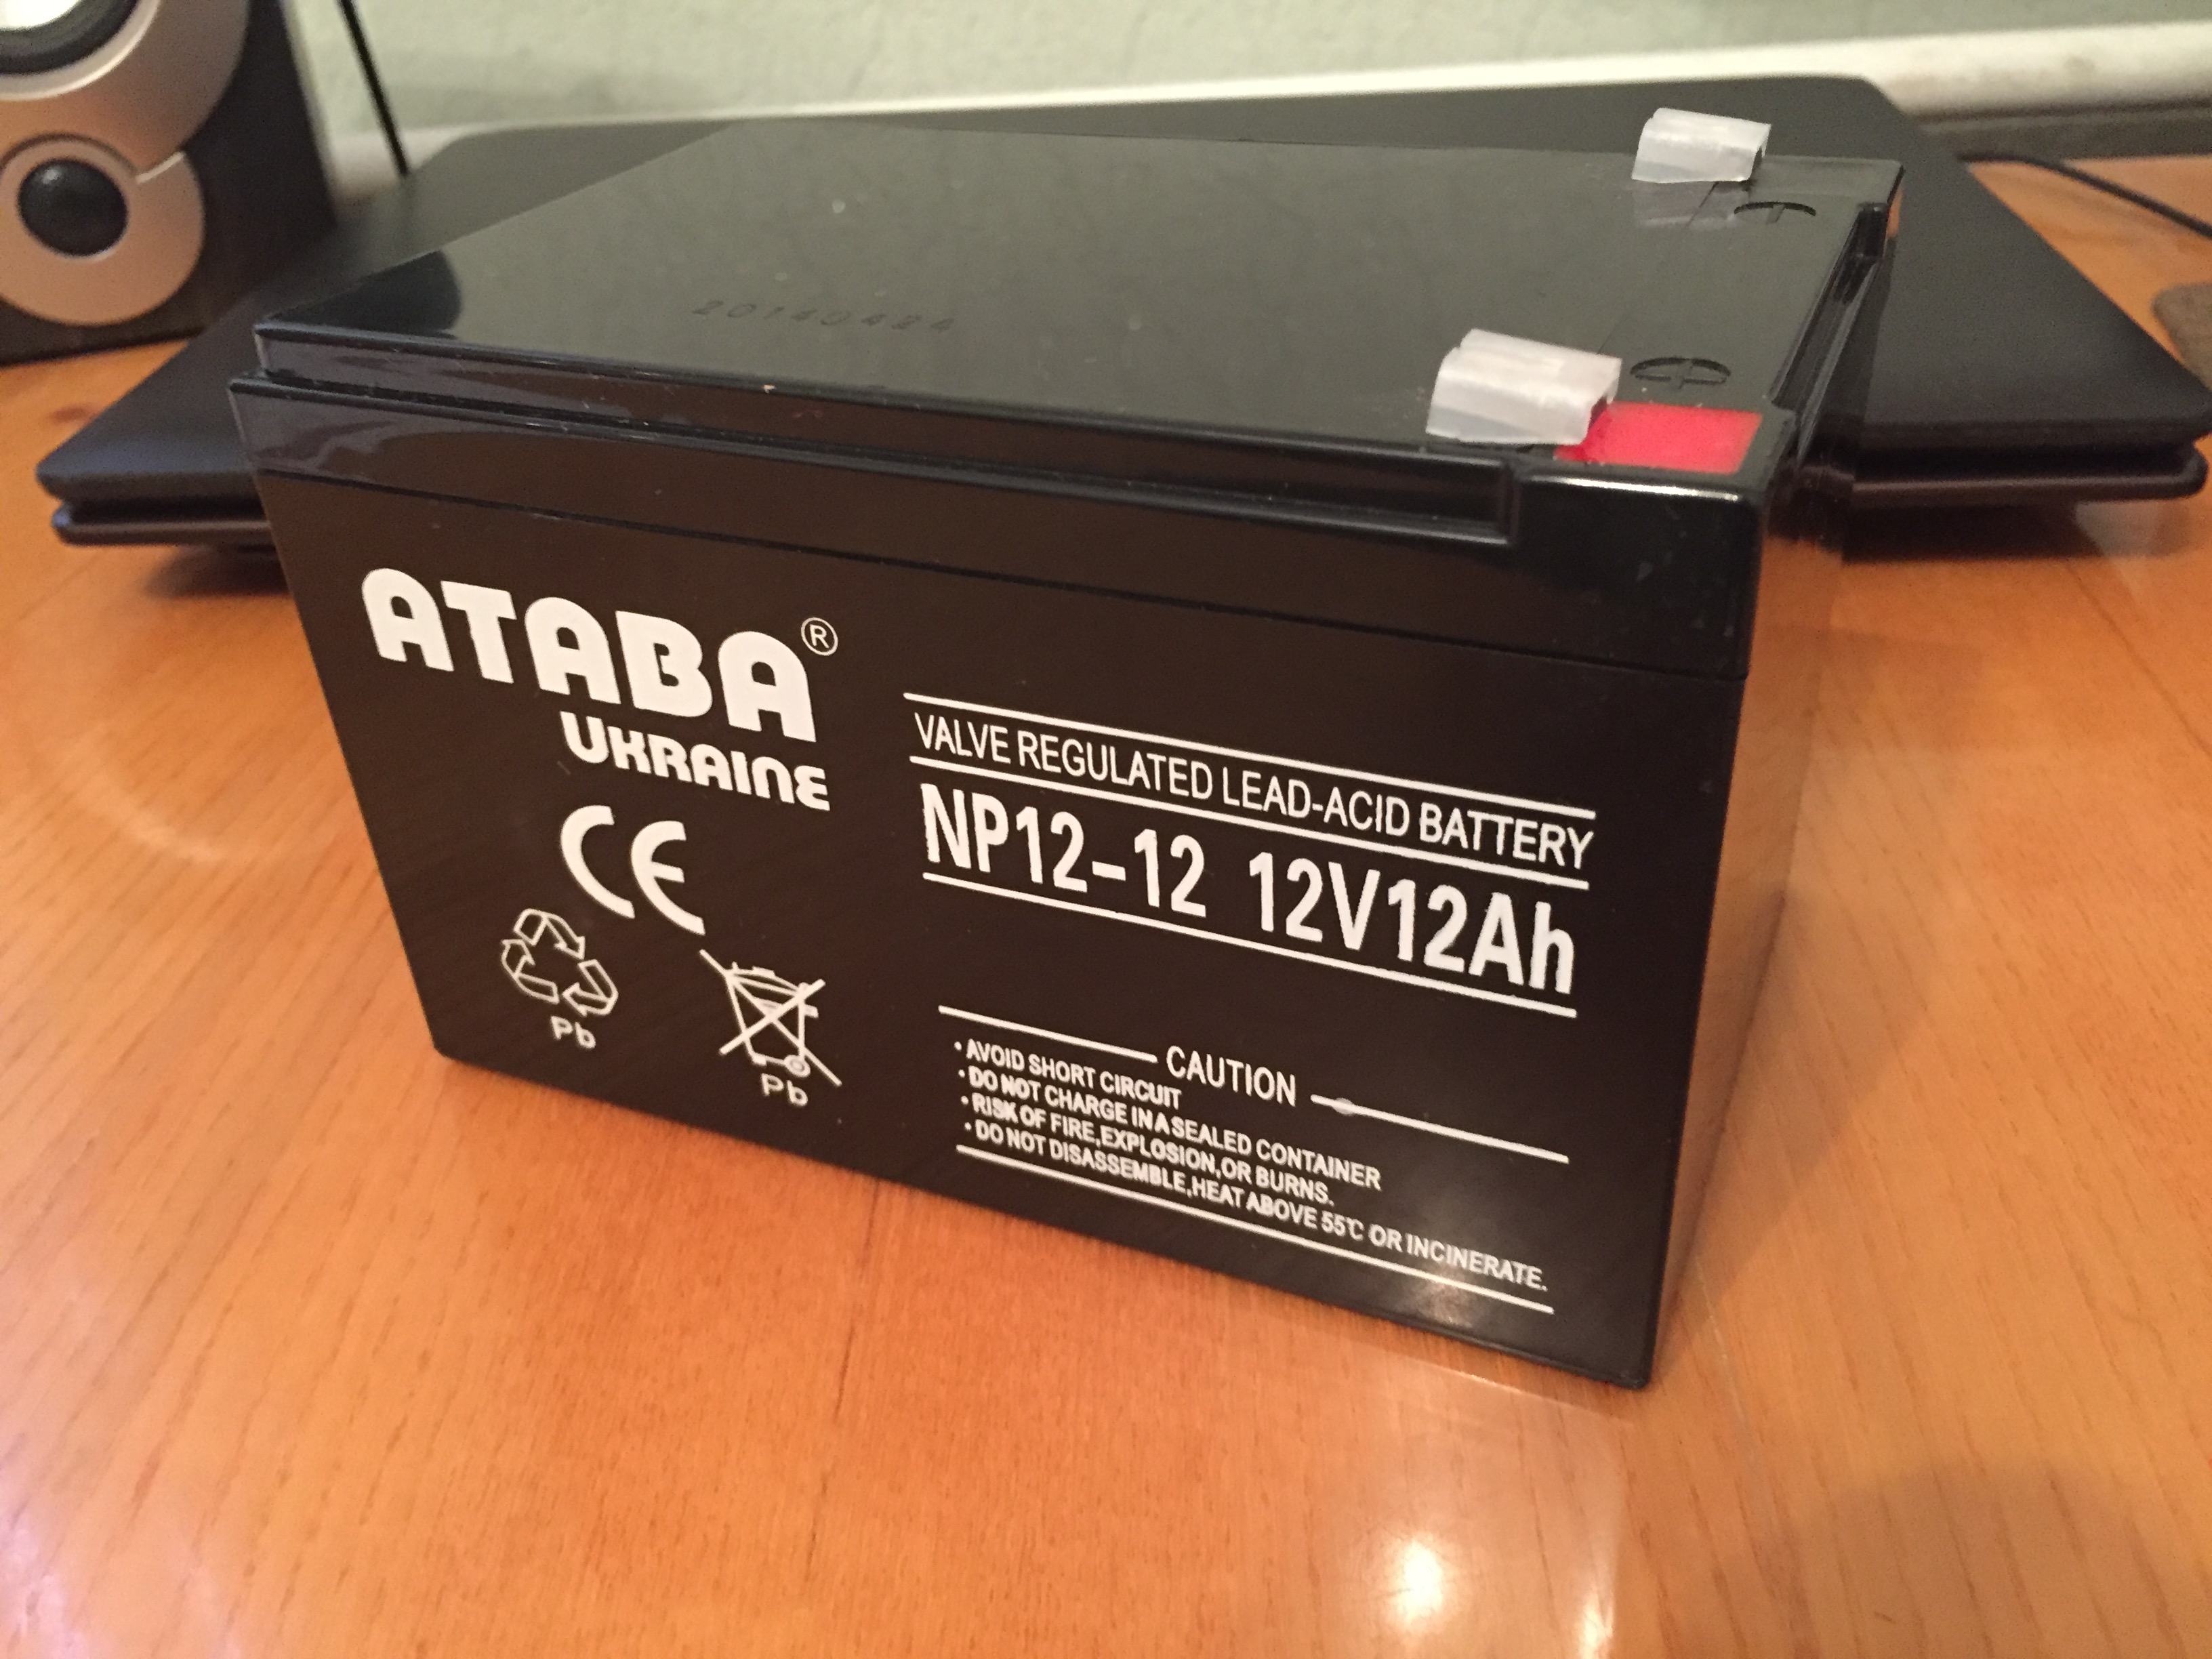 20140424
ATABA®
UKRAINE
CE
Pb
Pb
VALVE REGULATED LEAD-ACID BATTERY
NP12-12 12V12Ah
CAUTION
• AVOID SHORT CIRCUIT
• DO NOT CHARGE IN A SEALED CONTAINER
• RISK OF FIRE,EXPLOSION,OR BURNS.
• DO NOT DISASSEMBLE,HEAT ABOVE 55℃ OR INCINERATE.